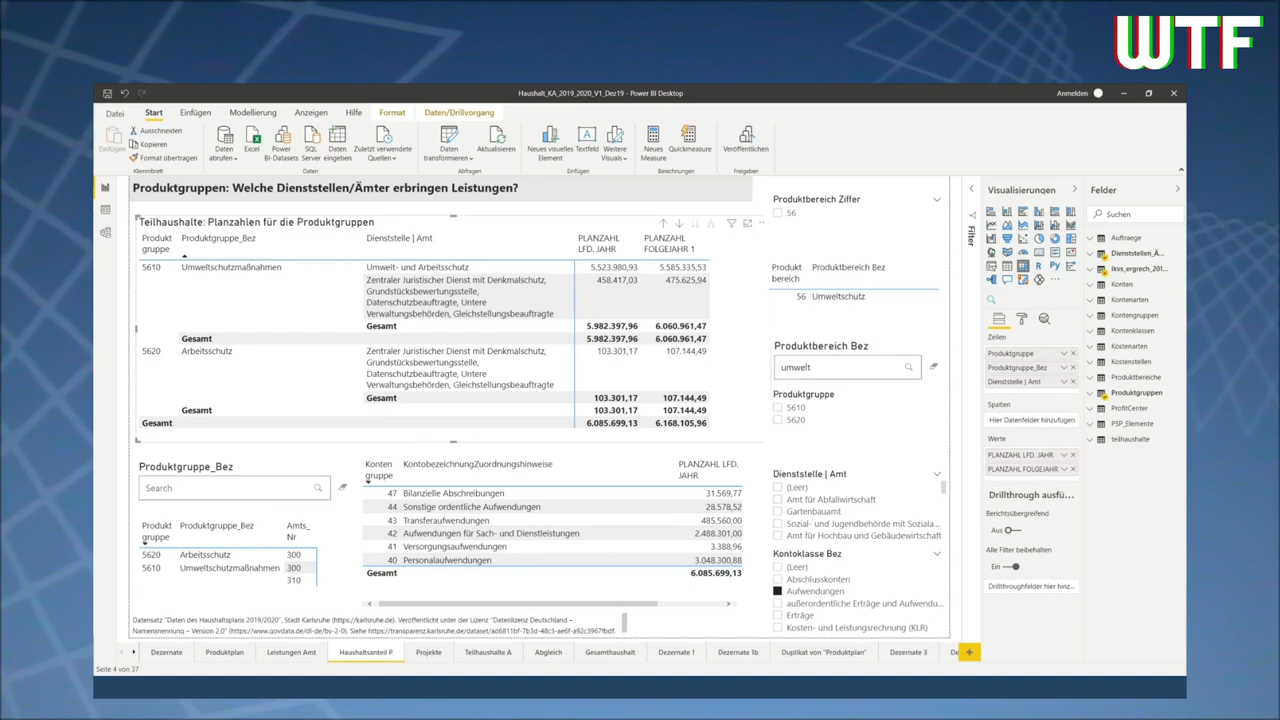 WTF
Haushalt_KA_2019_2020_V1_Dez19 - Power BI Desktop
Anmelden
Datei Start Einfügen Modellierung Anzeigen Hilfe Format Daten/Drillvorgang
Einfügen
Ausschneiden
Kopieren
Format übertragen
Klemmbrett
Daten abrufen
Excel
Power BI-Datasets
SQL Server
Daten eingeben
Zuletzt verwendete Quellen
Daten
Daten transformieren
Aktualisieren
Abfragen
Neues visuelles Element
Textfeld
Weitere Visuals
Einfügen
Neues Measure
Quickmeasure
Berechnungen
Veröffentlichen
Freigeben
Produktgruppen: Welche Dienststellen/Ämter erbringen Leistungen?
Teilhaushalte: Planzahlen für die Produktgruppen
Produkt gruppe Produktgruppe_Bez Dienststelle | Amt PLANZAHL LFD. JAHR PLANZAHL FOLGEJAHR 1
5610 Umweltschutzmaßnahmen Umwelt- und Arbeitsschutz 5.523.980,93 5.585.335,53
Zentraler Juristischer Dienst mit Denkmalschutz, 458.417,03 475.625,94
Grundstücksbewertungsstelle,
Datenschutzbeauftragte, Untere
Verwaltungsbehörden, Gleichstellungsbeauftragte
Gesamt 5.982.397,96 6.060.961,47
Gesamt 5.982.397,96 6.060.961,47
5620 Arbeitsschutz Zentraler Juristischer Dienst mit Denkmalschutz, 103.301,17 107.144,49
Grundstücksbewertungsstelle,
Datenschutzbeauftragte, Untere
Verwaltungsbehörden, Gleichstellungsbeauftragte
Gesamt 103.301,17 107.144,49
Gesamt 103.301,17 107.144,49
Gesamt 6.085.699,13 6.168.105,96
Produktgruppe_Bez
Search
Produkt gruppe Produktgruppe_Bez Amts_ Nr
5620 Arbeitsschutz 300
5610 Umweltschutzmaßnahmen 300
310
Konten gruppe KontobezeichnungZuordnungshinweise PLANZAHL LFD. JAHR
47 Bilanzielle Abschreibungen 31.569,77
44 Sonstige ordentliche Aufwendungen 28.578,52
43 Transferaufwendungen 485.560,00
42 Aufwendungen für Sach- und Dienstleistungen 2.488.301,00
41 Versorgungsaufwendungen 3.388,96
40 Personalaufwendungen 3.048.300,88
Gesamt 6.085.699,13
Produktbereich Ziffer
56
Produkt bereich Produktbereich Bez
56 Umweltschutz
Produktbereich Bez
umwelt
Produktgruppe
5610
5620
Dienststelle | Amt
(Leer)
Amt für Abfallwirtschaft
Gartenbauamt
Sozial- und Jugendbehörde mit Soziala...
Amt für Hochbau und Gebäudewirtschaft
Kontoklasse Bez
(Leer)
Abschlusskonten
Aufwendungen
außerordentliche Erträge und Aufwendu...
Erträge
Kosten- und Leistungsrechnung (KLR)
Datensatz "Daten des Haushaltsplans 2019/2020", Stadt Karlsruhe (https://karlsruhe.de). Veröffentlicht unter der Lizenz "Datenlizenz Deutschland –
Namensnennung – Version 2.0" (https://www.govdata.de/dl-de/by-2-0). Siehe https://transparenz.karlsruhe.de/dataset/ad6811bf-7b3d-48c3-ae6f-a92c3967fbdf.
Filter
Visualisierungen
Zeilen
Produktgruppe
Produktgruppe_Bez
Dienststelle | Amt
Spalten
Hier Datenfelder hinzufügen
Werte
PLANZAHL LFD. JAHR
PLANZAHL FOLGEJAHR
Drillthrough ausfü...
Berichtsübergreifend
Aus
Alle Filter beibehalten
Ein
Drillthroughfelder hier hinz...
Felder
Suchen
Auftraege
Dienststellen_Ä...
ikvs_ergrech_201...
Konten
Kontenarten
Kontengruppen
Kontenklassen
Kostenarten
Kostenstellen
Produktbereiche
Produktgruppen
ProfitCenter
PSP_Elemente
teilhaushalte
Dezernate Produktplan Leistungen Amt Haushaltsanteil P Projekte Teilhaushalte A Abgleich Gesamthaushalt Dezernate 1 Dezernate 1b Duplikat von "Produktplan" Dezernate 3 De
Seite 4 von 37